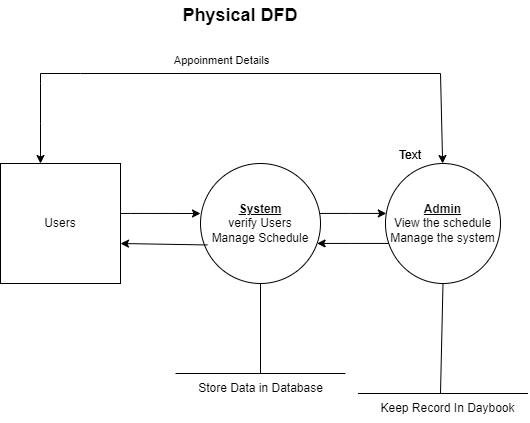 Physical DFD
Appoinment Details
Text
Users
System
verify Users
Manage Schedule
Admin
View the schedule
Manage the system
Store Data in Database
Keep Record In Daybook